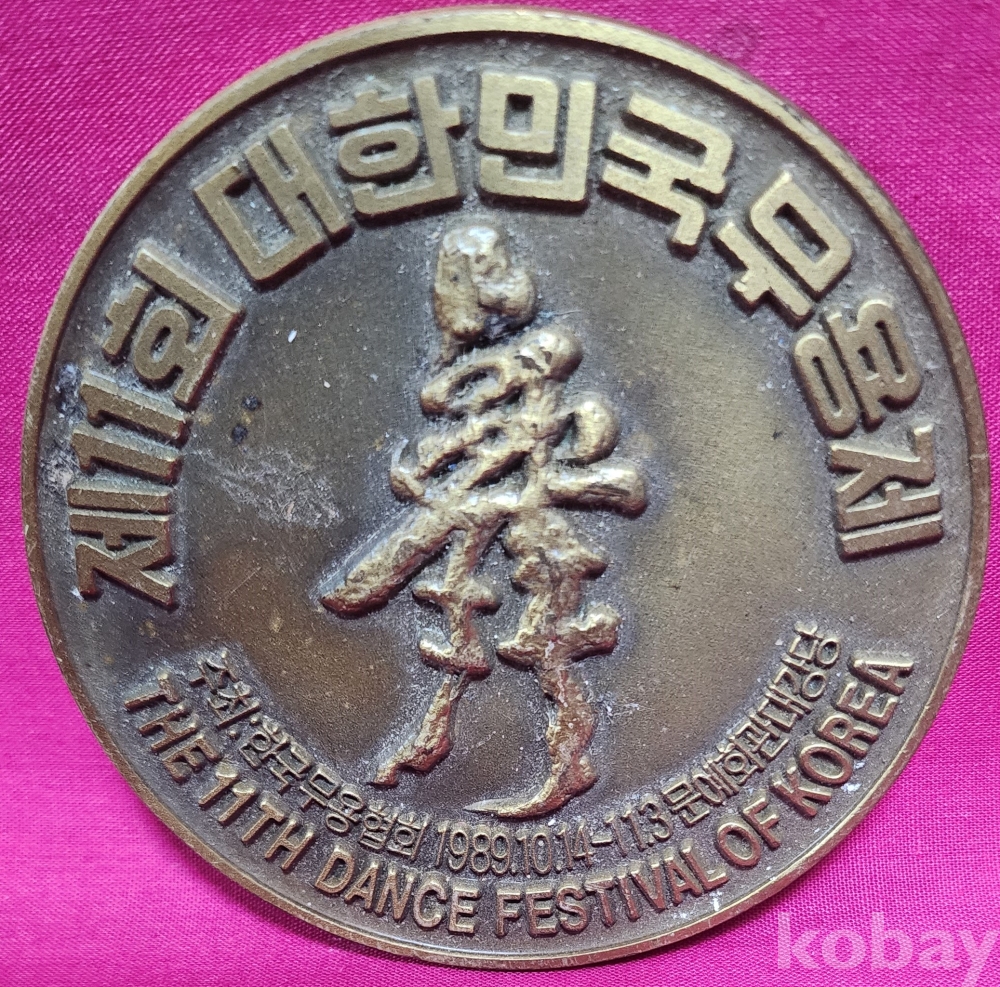 제11회 대한민국무용제
주최·한국무용협회 1989.10.14-11.3 문예회관대강당
THE 11TH DANCE FESTIVAL OF KOREA
kobay